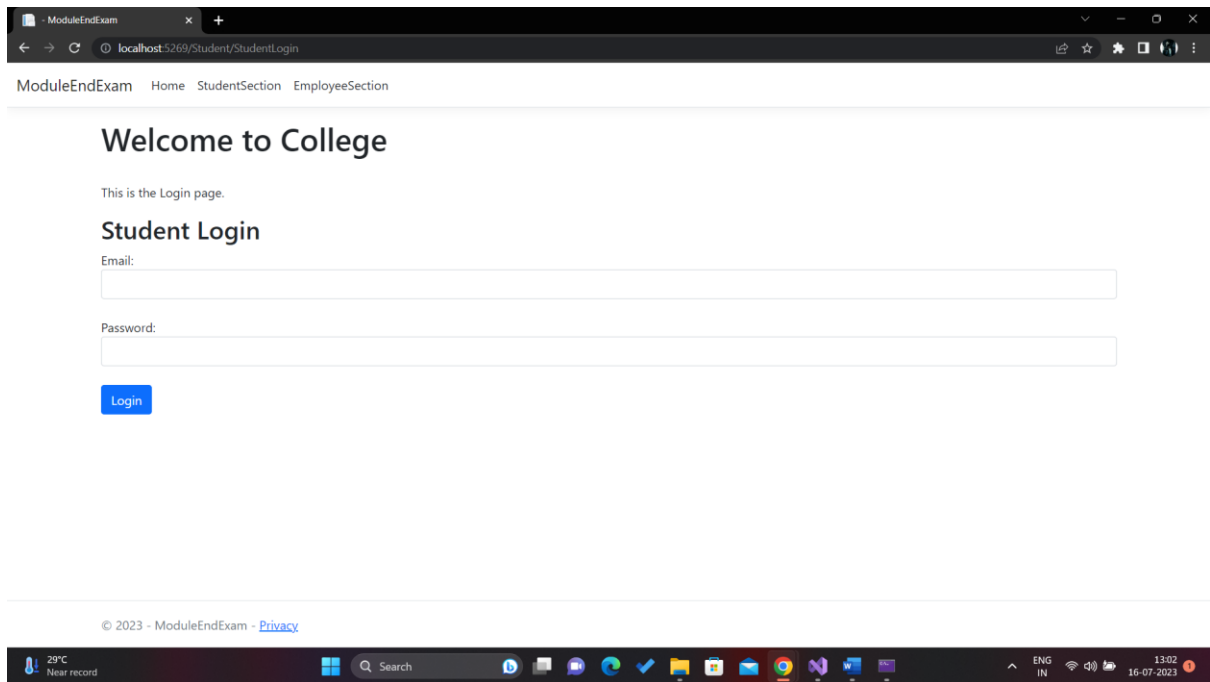 - ModuleEndExam
localhost:5269/Student/StudentLogin
ModuleEndExam Home StudentSection EmployeeSection
Welcome to College
This is the Login page.
Student Login
Email:
Password:
Login
© 2023 - ModuleEndExam - Privacy
29°C
Near record
Search
ENG
IN
13:02
16-07-2023
1